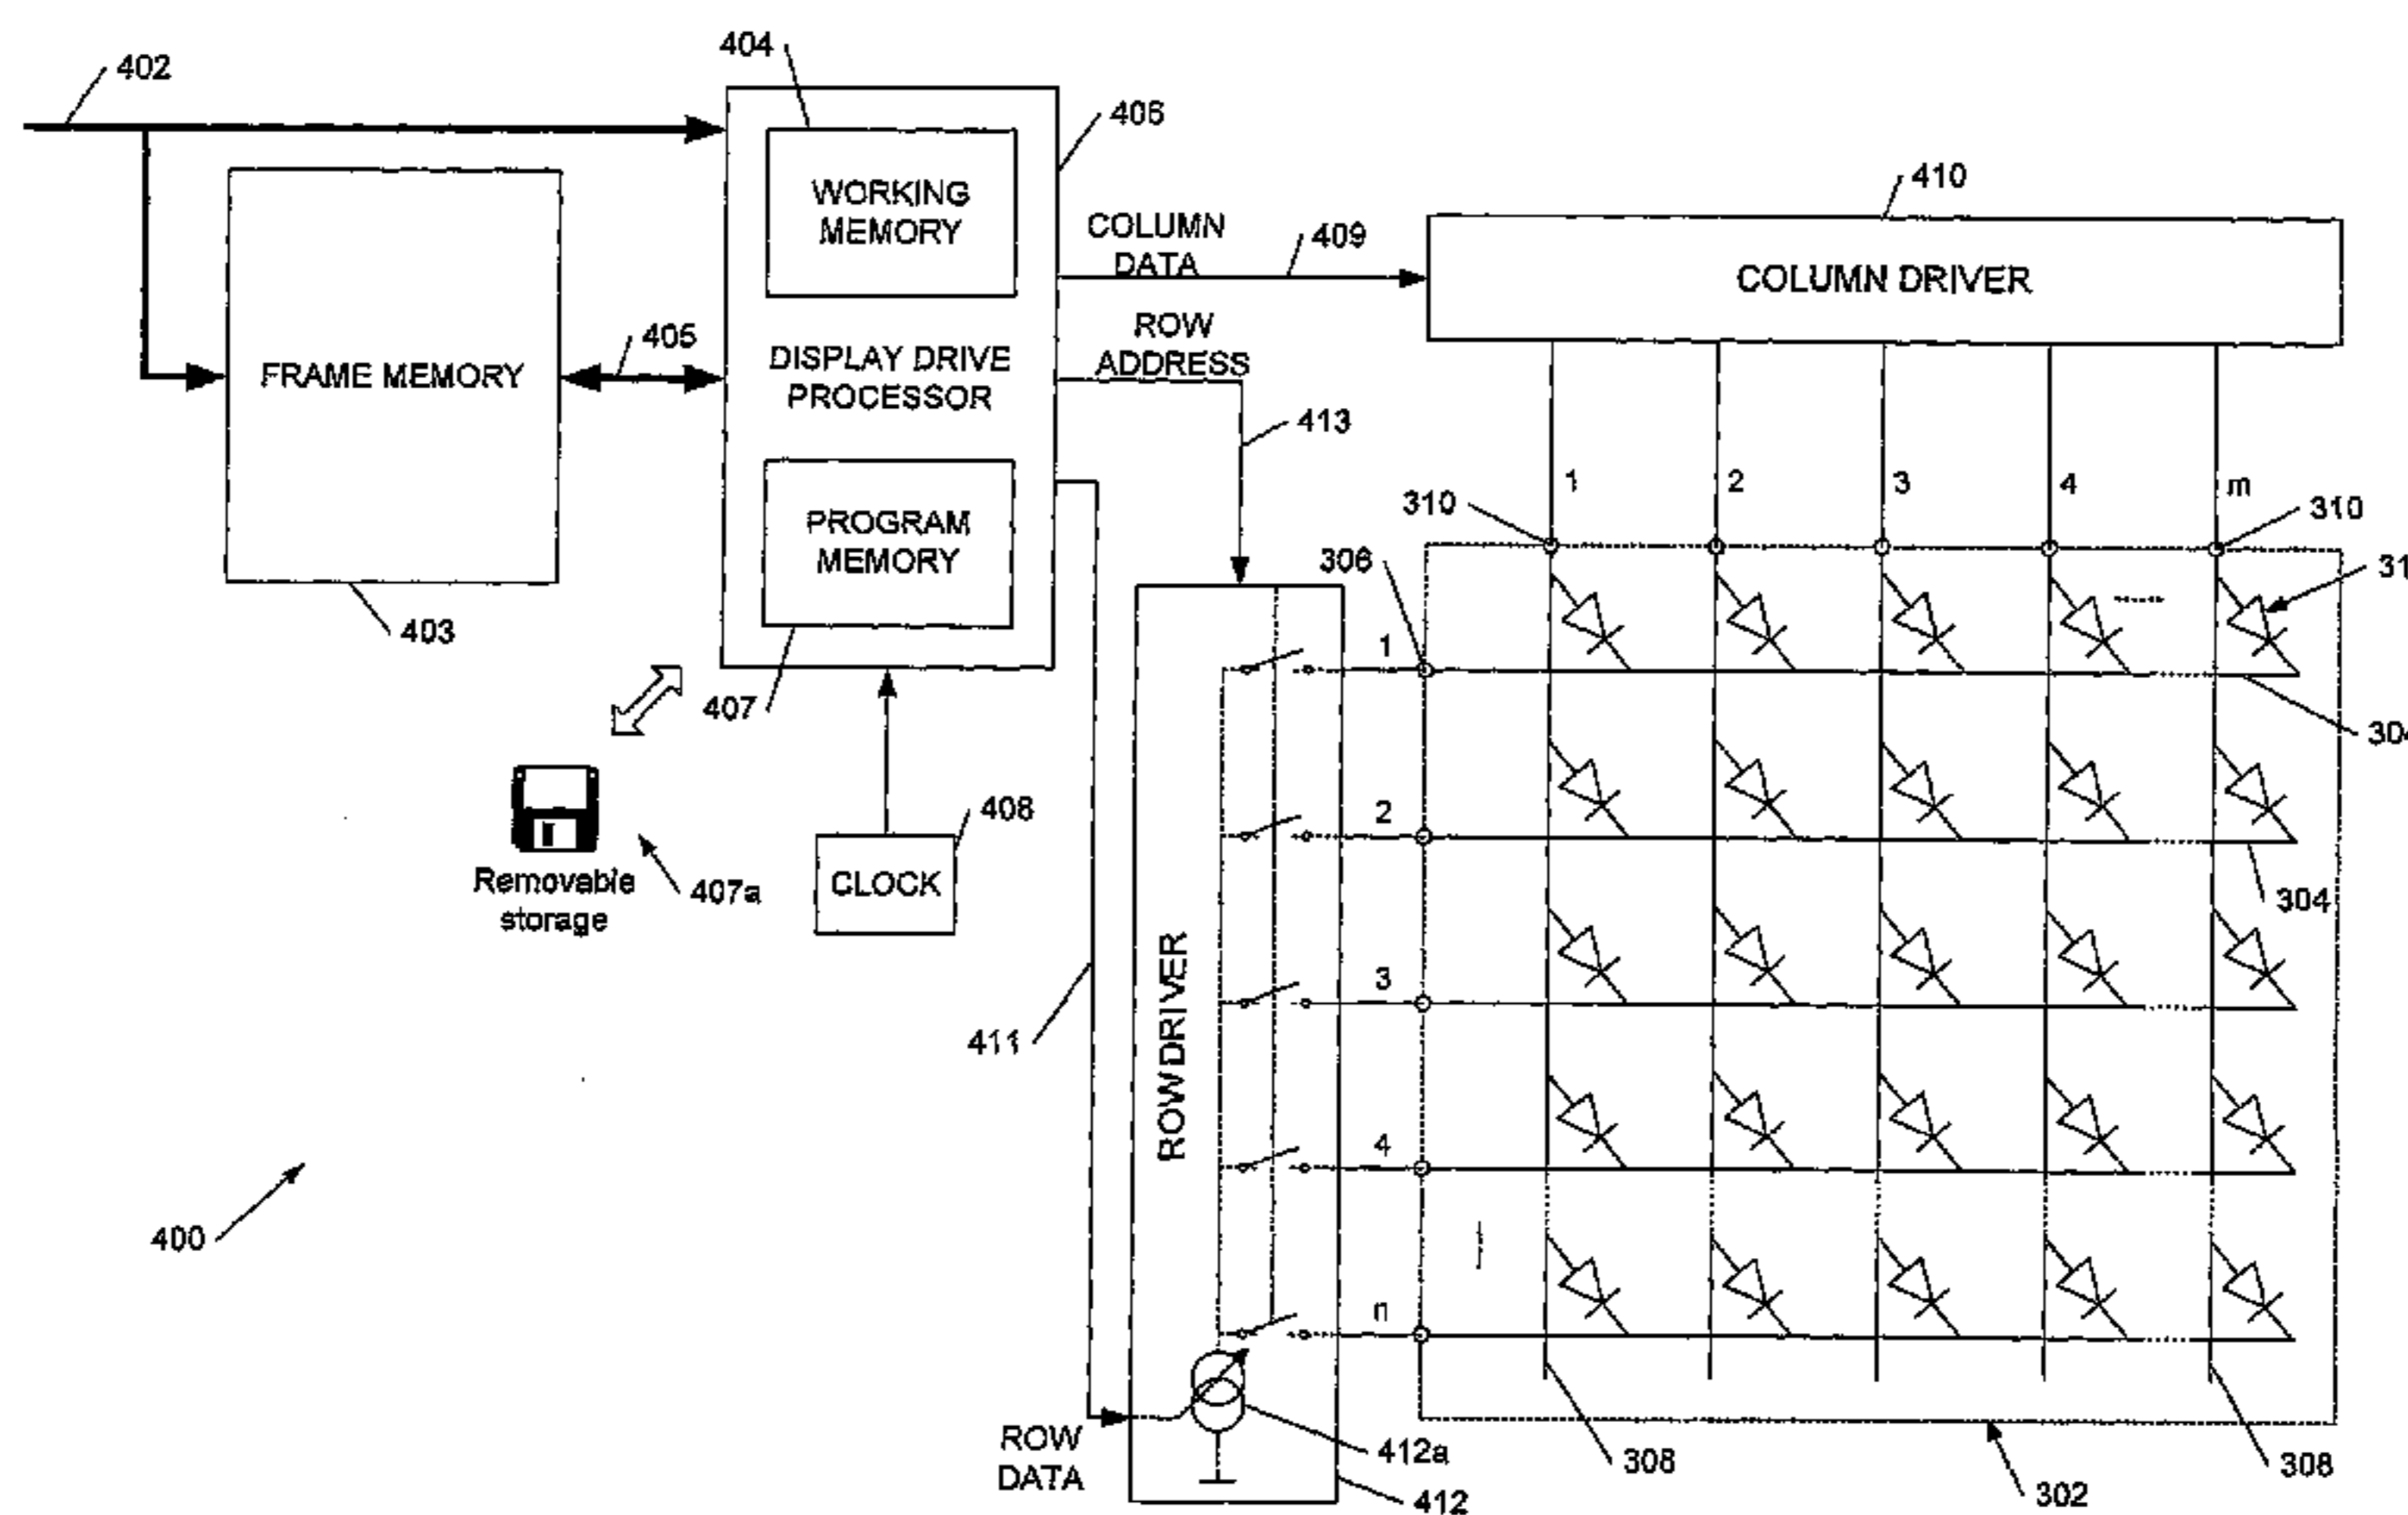 402
404
406
WORKING
MEMORY
COLUMN
DATA
409
410
COLUMN DRIVER
FRAME MEMORY
405
DISPLAY DRIVE
PROCESSOR
ROW
ADDRESS
413
PROGRAM
MEMORY
403
407
1
2
3
4
m
310
310
306
31
1
304
2
Removable
storage
407a
408
CLOCK
304
411
ROW DRIVER
3
4
400
n
ROW
DATA
412a
412
308
302
308